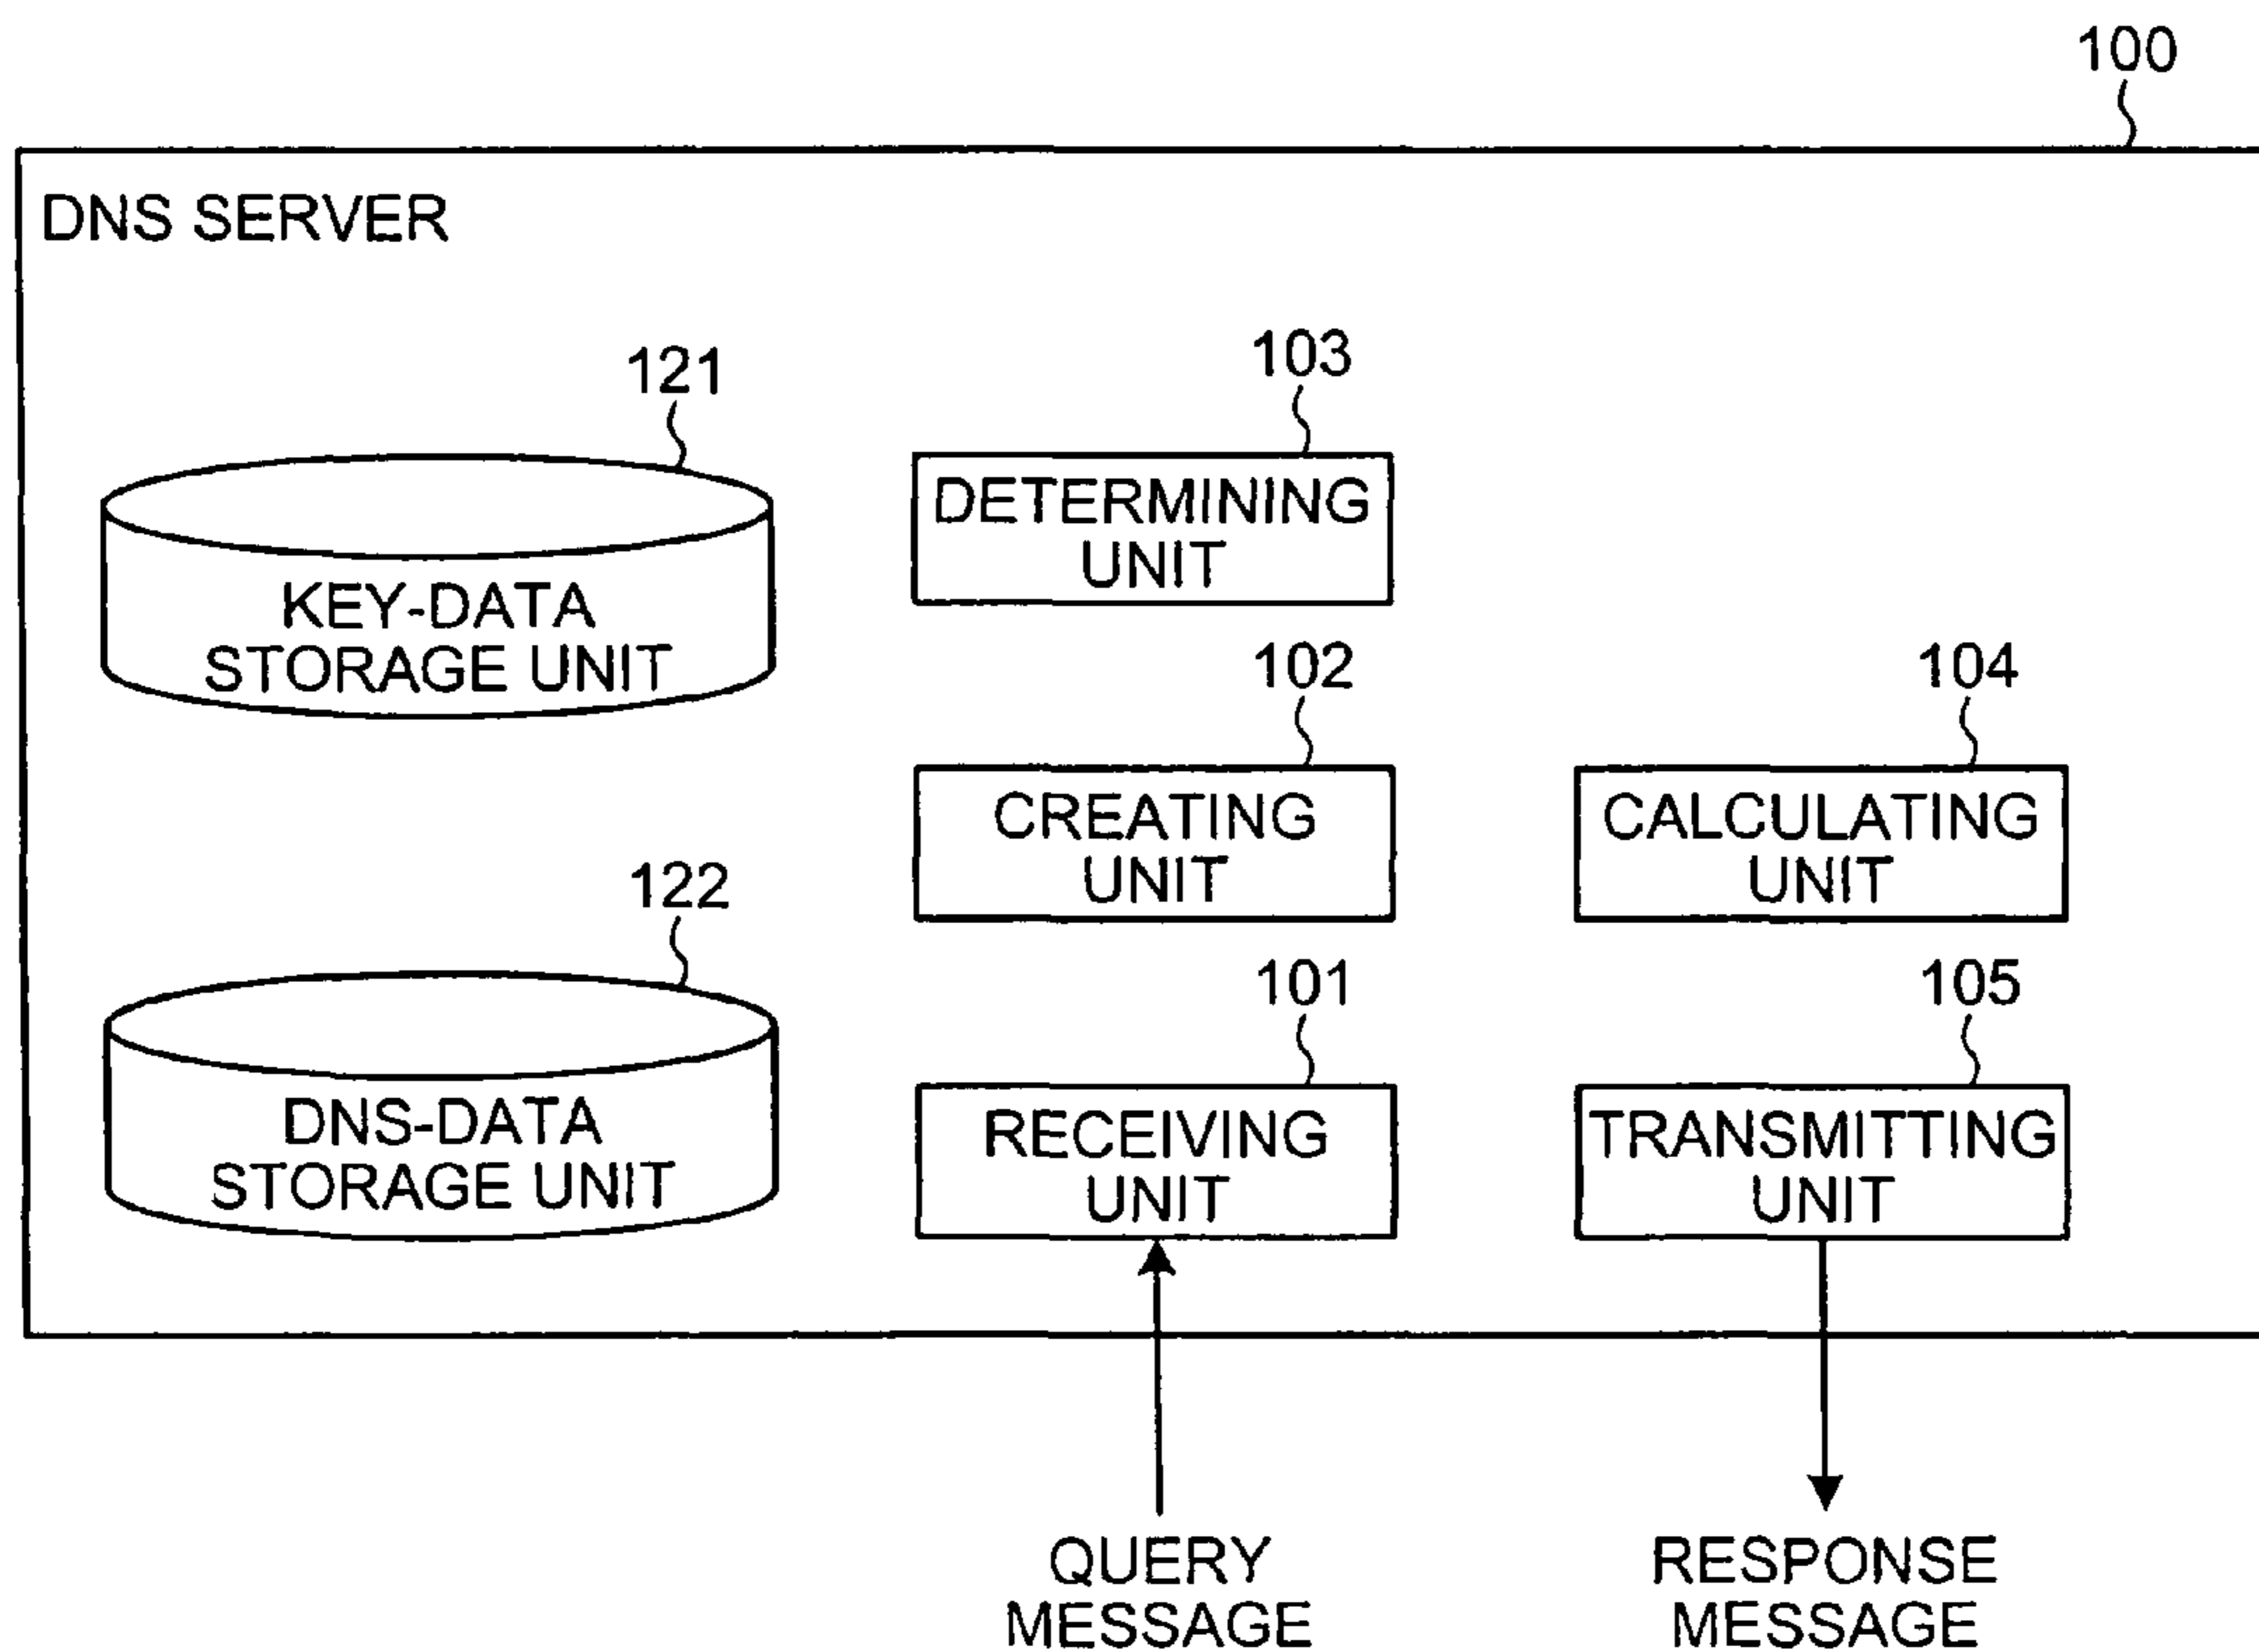 100
DNS SERVER
121
KEY-DATA
STORAGE UNIT
103
DETERMINING
UNIT
102
CREATING
UNIT
104
CALCULATING
UNIT
122
DNS-DATA
STORAGE UNIT
101
RECEIVING
UNIT
105
TRANSMITTING
UNIT
QUERY
MESSAGE
RESPONSE
MESSAGE